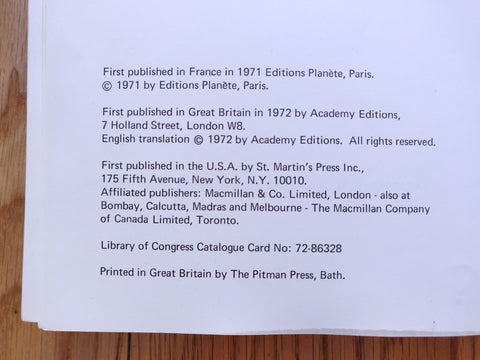 First published in France in 1971 Editions Planète, Paris.
© 1971 by Editions Planète, Paris.
First published in Great Britain in 1972 by Academy Editions,
7 Holland Street, London W8.
English translation © 1972 by Academy Editions. All rights reserved.
First published in the U.S.A. by St. Martin's Press Inc.,
175 Fifth Avenue, New York, N.Y. 10010.
Affiliated publishers: Macmillan & Co. Limited, London - also at
Bombay, Calcutta, Madras and Melbourne - The Macmillan Company
of Canada Limited, Toronto.
Library of Congress Catalogue Card No: 72-86328
Printed in Great Britain by The Pitman Press, Bath.